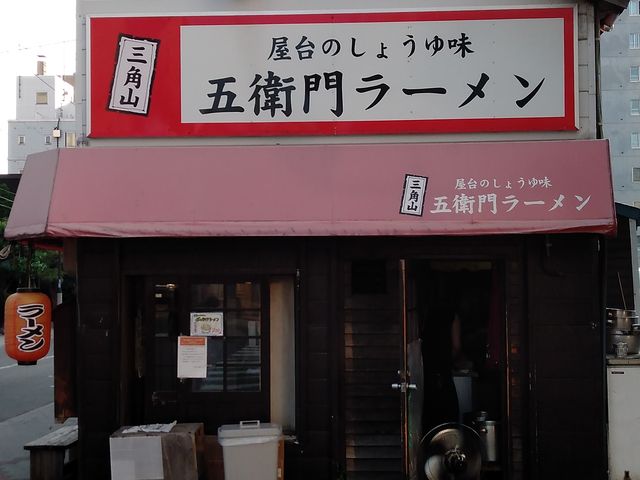 三角山
屋台のしょうゆ味
五衛門ラーメン
三角山
屋台のしょうゆ味
五衛門ラーメン
ラーメン